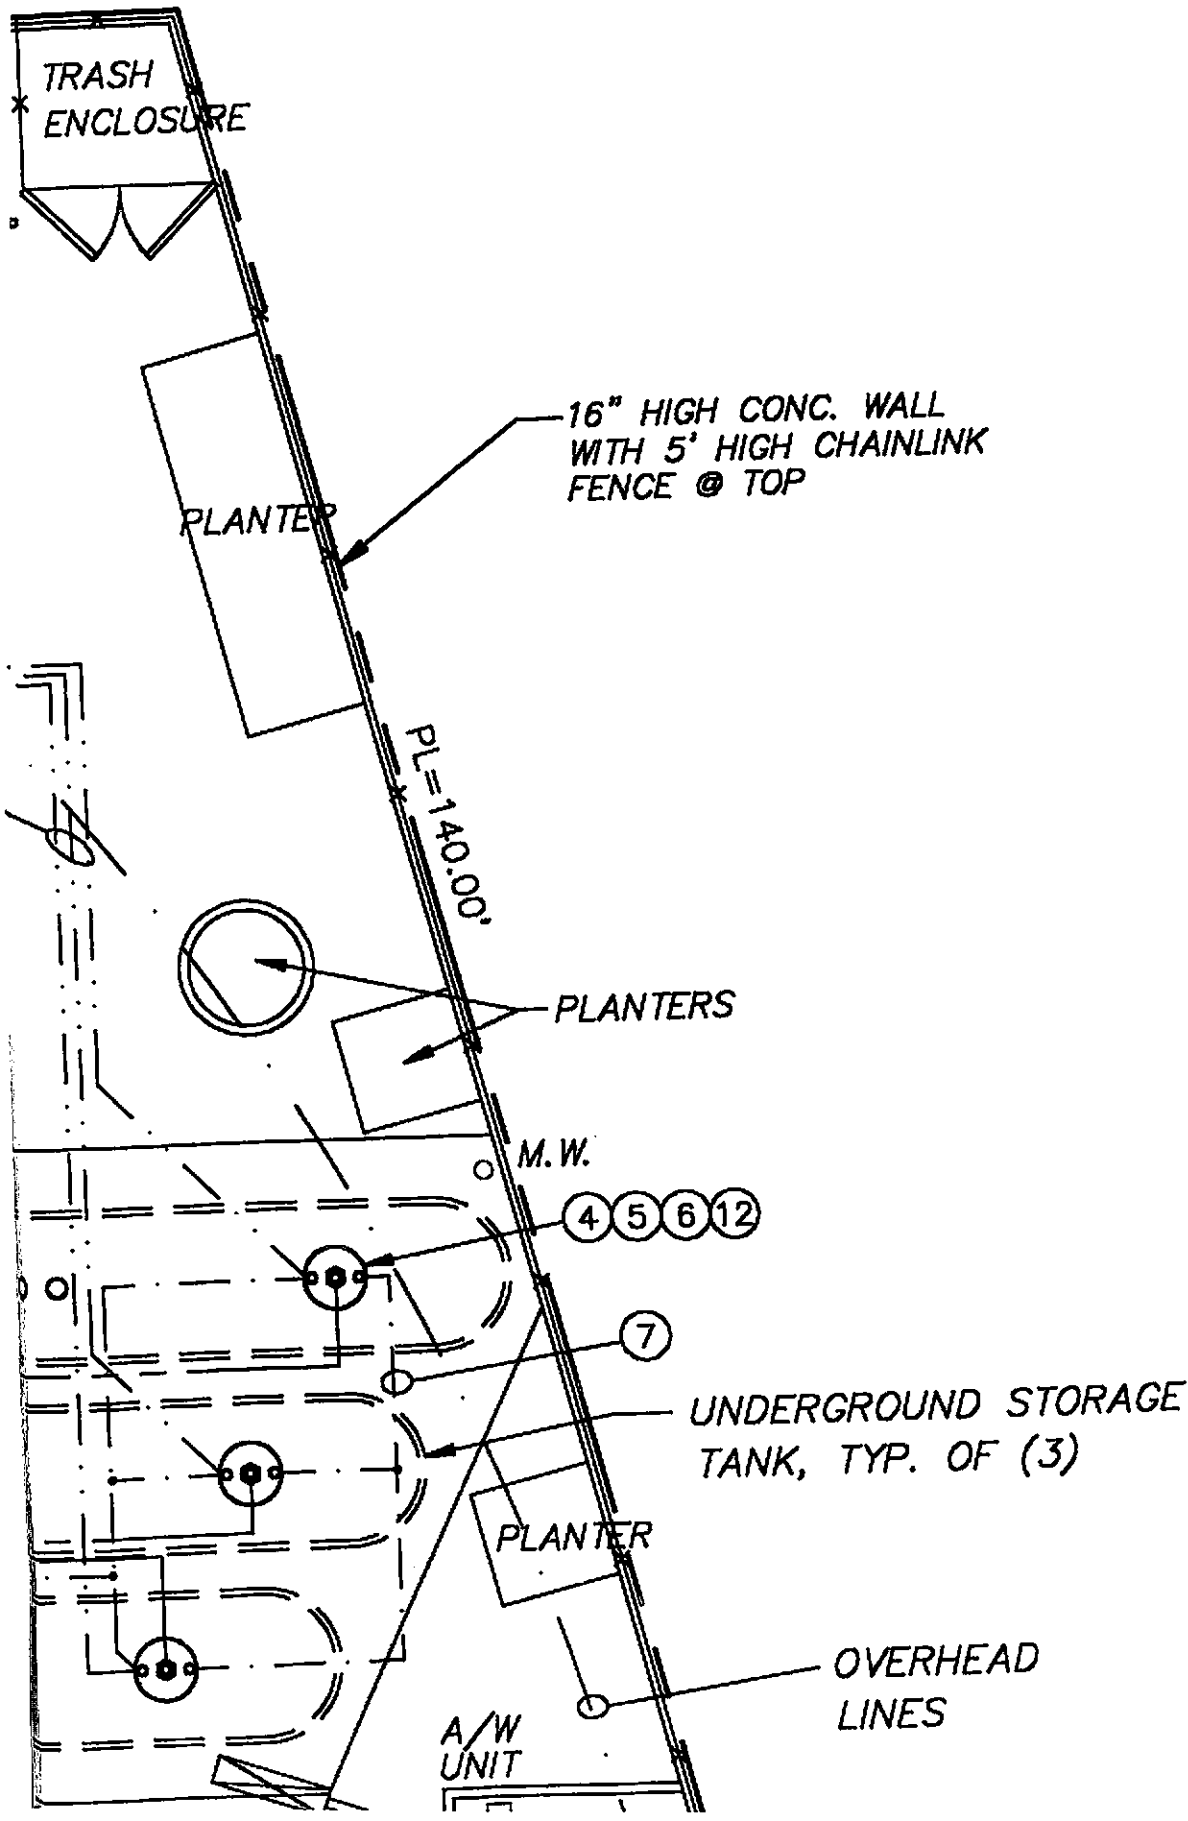 TRASH
ENCLOSURE
16" HIGH CONC. WALL
WITH 5' HIGH CHAINLINK
FENCE @ TOP
PLANTER
PL=140.00'
PLANTERS
M.W.
4 5 6 12
7
UNDERGROUND STORAGE
TANK, TYP. OF (3)
PLANTER
OVERHEAD
LINES
A/W
UNIT